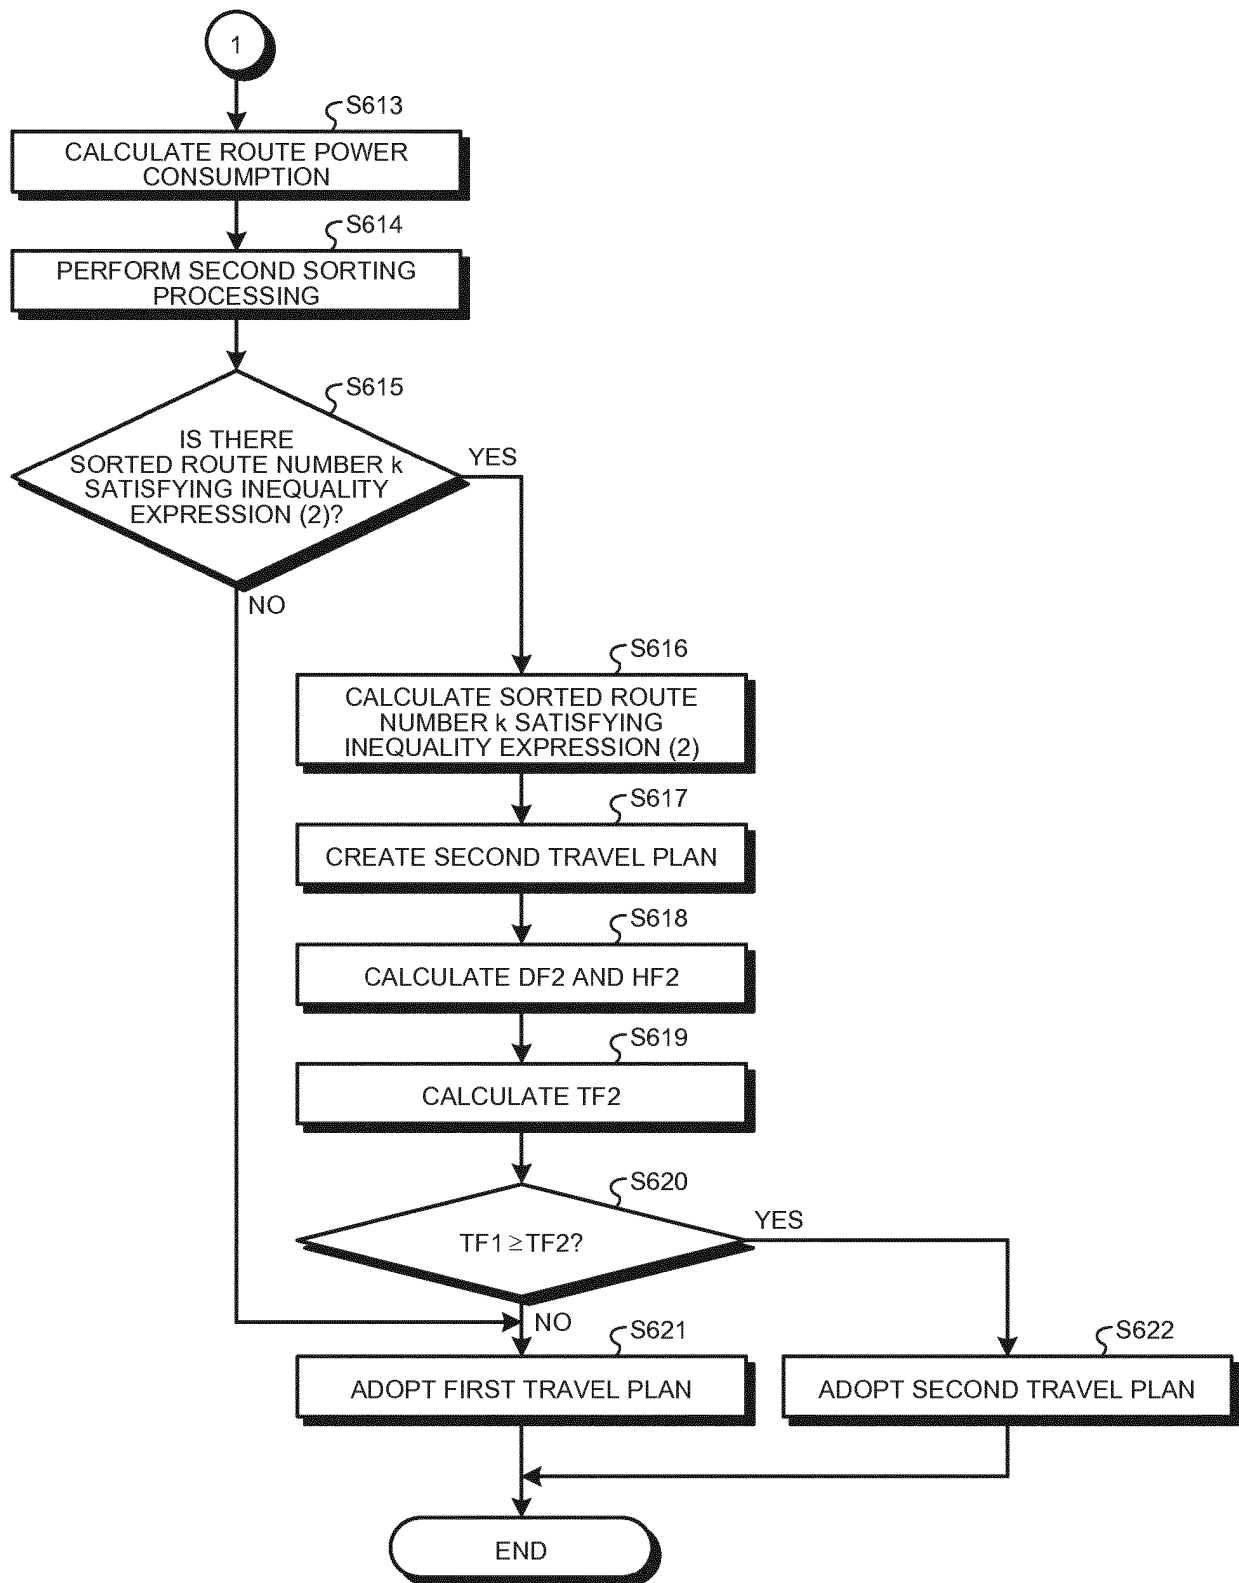 1
S613
CALCULATE ROUTE POWER
CONSUMPTION
S614
PERFORM SECOND SORTING
PROCESSING
S615
IS THERE
SORTED ROUTE NUMBER k
SATISFYING INEQUALITY
EXPRESSION (2)?
YES
NO
S616
CALCULATE SORTED ROUTE
NUMBER k SATISFYING
INEQUALITY EXPRESSION (2)
S617
CREATE SECOND TRAVEL PLAN
S618
CALCULATE DF2 AND HF2
S619
CALCULATE TF2
S620
TF1≥TF2?
YES
NO
S621
ADOPT FIRST TRAVEL PLAN
S622
ADOPT SECOND TRAVEL PLAN
END